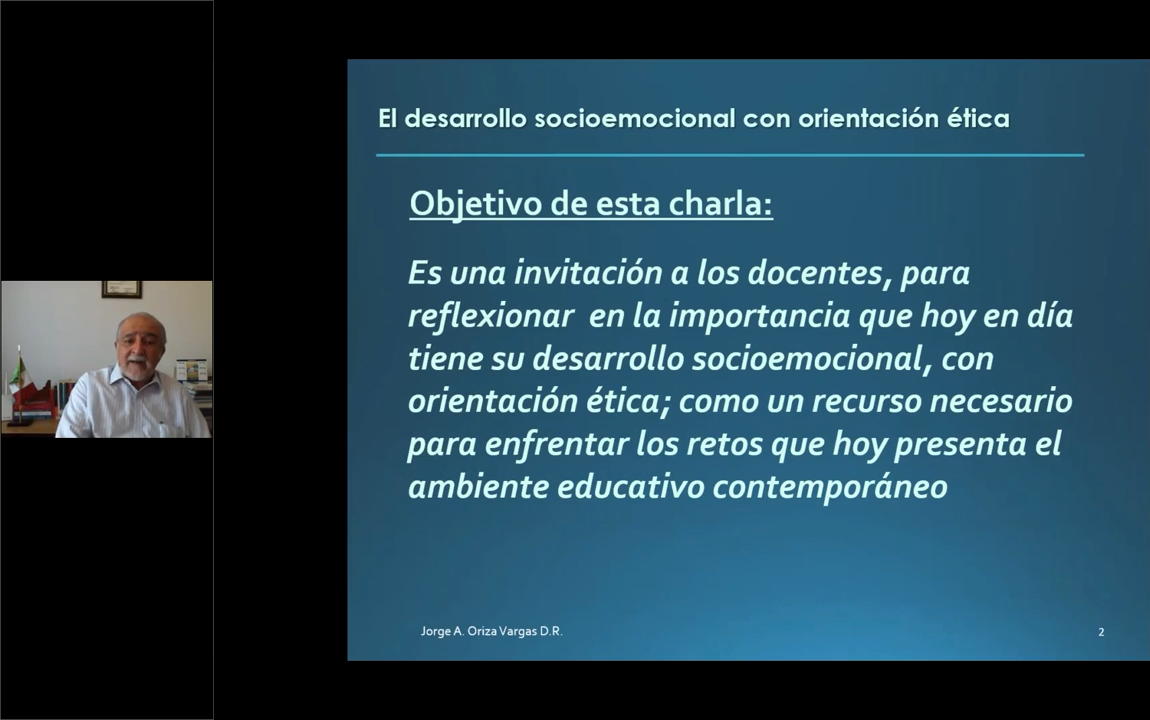 El desarrollo socioemocional con orientación ética
Objetivo de esta charla:
Es una invitación a los docentes, para
reflexionar en la importancia que hoy en día
tiene su desarrollo socioemocional, con
orientación ética; como un recurso necesario
para enfrentar los retos que hoy presenta el
ambiente educativo contemporáneo
Jorge A. Oriza Vargas D.R.
2